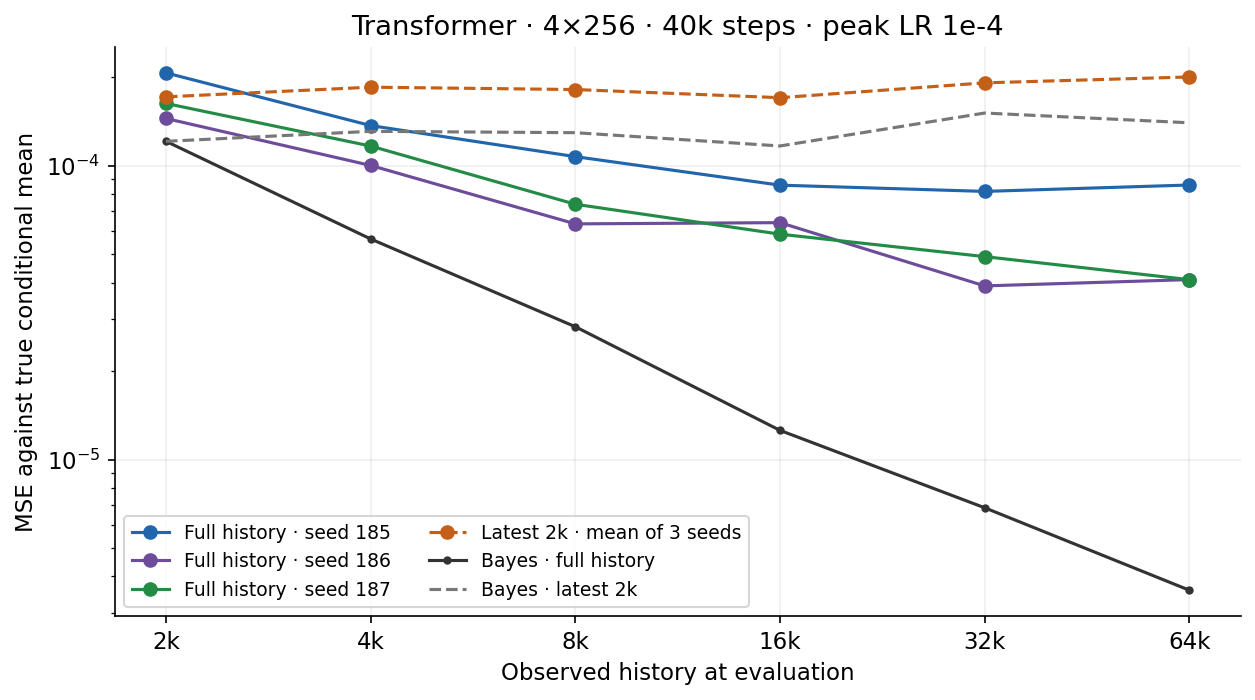 Transformer · 4×256 · 40k steps · peak LR 1e-4
MSE against true conditional mean
10⁻⁴
10⁻⁵
Full history · seed 185
Full history · seed 186
Full history · seed 187
Latest 2k · mean of 3 seeds
Bayes · full history
Bayes · latest 2k
2k 4k 8k 16k 32k 64k
Observed history at evaluation